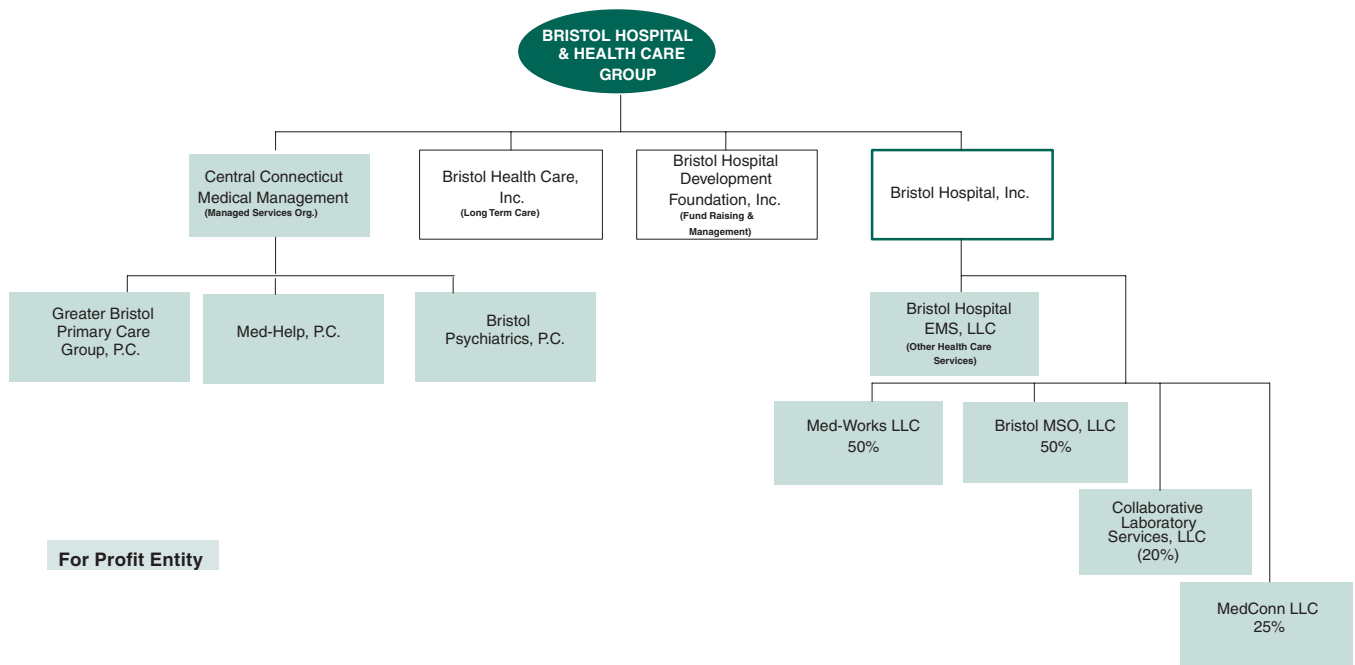 BRISTOL HOSPITAL
& HEALTH CARE
GROUP
Central Connecticut
Medical Management
(Managed Services Org.)
Bristol Health Care,
Inc.
(Long Term Care)
Bristol Hospital
Development
Foundation, Inc.
(Fund Raising &
Management)
Bristol Hospital, Inc.
Greater Bristol
Primary Care
Group, P.C.
Med-Help, P.C.
Bristol
Psychiatrics, P.C.
Bristol Hospital
EMS, LLC
(Other Health Care
Services)
Med-Works LLC
50%
Bristol MSO, LLC
50%
Collaborative
Laboratory
Services, LLC
(20%)
MedConn LLC
25%
For Profit Entity